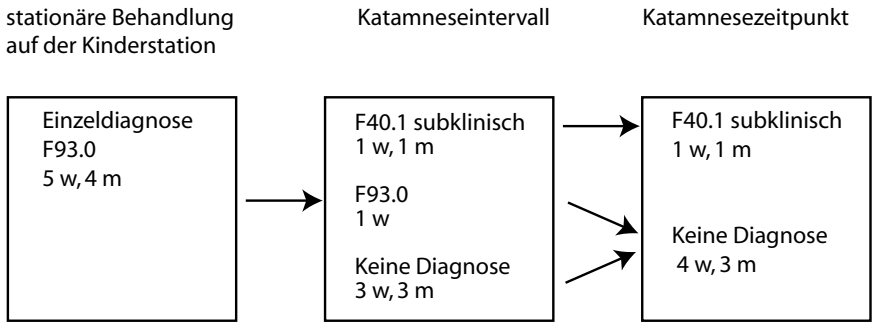 stationäre Behandlung
auf der Kinderstation
Katamneseintervall
Katamnesezeitpunkt
Einzeldiagnose
F93.0
5 w, 4 m
F40.1 subklinisch
1 w, 1 m
F93.0
1 w
Keine Diagnose
3 w, 3 m
F40.1 subklinisch
1 w, 1 m
Keine Diagnose
4 w, 3 m